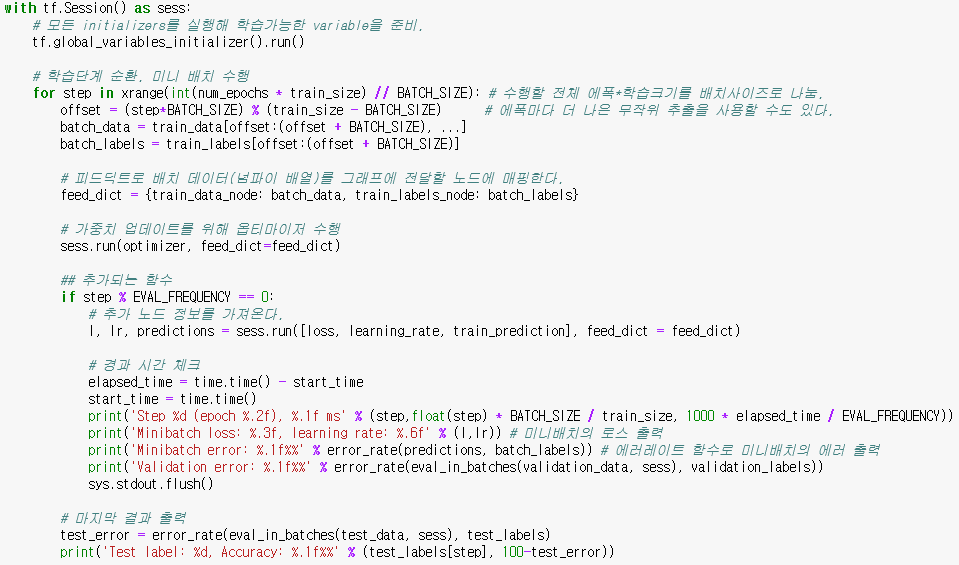 with tf.Session() as sess:
    # 모든 initializers를 실행해 학습가능한 variable을 준비.
    tf.global_variables_initializer().run()

    # 학습단계 순환. 미니 배치 수행
    for step in xrange(int(num_epochs * train_size) // BATCH_SIZE): # 수행할 전체 에폭*학습크기를 배치사이즈로 나눔.
        offset = (step*BATCH_SIZE) % (train_size - BATCH_SIZE)      # 에폭마다 더 나은 무작위 추출을 사용할 수도 있다.
        batch_data = train_data[offset:(offset + BATCH_SIZE), ...]
        batch_labels = train_labels[offset:(offset + BATCH_SIZE)]

        # 피드딕트로 배치 데이터(넘파이 배열)를 그래프에 전달할 노드에 매핑한다.
        feed_dict = {train_data_node: batch_data, train_labels_node: batch_labels}

        # 가중치 업데이트를 위해 옵티마이저 수행
        sess.run(optimizer, feed_dict=feed_dict)

        ## 추가되는 함수
        if step % EVAL_FREQUENCY == 0:
            # 추가 노드 정보를 가져온다.
            l, lr, predictions = sess.run([loss, learning_rate, train_prediction], feed_dict = feed_dict)

            # 경과 시간 체크
            elapsed_time = time.time() - start_time
            start_time = time.time()
            print('Step %d (epoch %.2f), %.1f ms' % (step,float(step) * BATCH_SIZE / train_size, 1000 * elapsed_time / EVAL_FREQUENCY))
            print('Minibatch loss: %.3f, learning rate: %.6f' % (l,lr)) # 미니배치의 로스 출력
            print('Minibatch error: %.1f%%' % error_rate(predictions, batch_labels)) # 에러레이트 함수로 미니배치의 에러 출력
            print('Validation error: %.1f%%' % error_rate(eval_in_batches(validation_data, sess), validation_labels))
            sys.stdout.flush()

        # 마지막 결과 출력
        test_error = error_rate(eval_in_batches(test_data, sess), test_labels)
        print('Test label: %d, Accuracy: %.1f%%' % (test_labels[step], 100-test_error))